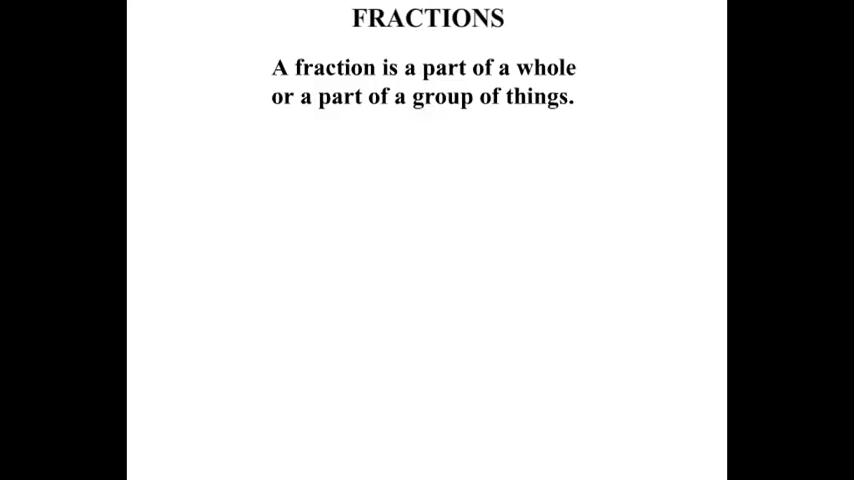 FRACTIONS
A fraction is a part of a whole
or a part of a group of things.